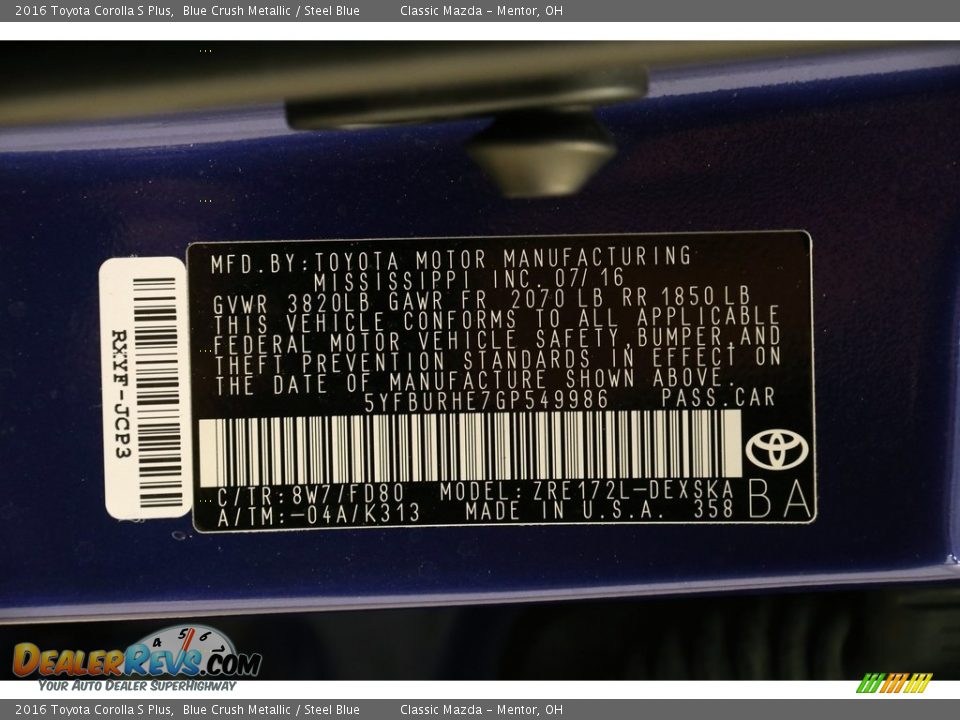 2016 Toyota Corolla S Plus, Blue Crush Metallic / Steel Blue Classic Mazda - Mentor, OH
MFD.BY:TOYOTA MOTOR MANUFACTURING
MISSISSIPPI INC. 07/16
GVWR 3820LB GAWR FR 2070 LB RR 1850 LB
THIS VEHICLE CONFORMS TO ALL APPLICABLE
FEDERAL MOTOR VEHICLE SAFETY,BUMPER,AND
THEFT PREVENTION STANDARDS IN EFFECT ON
THE DATE OF MANUFACTURE SHOWN ABOVE.
5YFBURHE7GP549986 PASS.CAR
C/TR:8W7/FD80 MODEL:ZRE172L-DEXSKA
A/TM:-04A/K313 MADE IN U.S.A. 358
BA
RXYF-JCP3
4 5 6
DEALERREVS.COM
YOUR AUTO DEALER SUPERHIGHWAY
2016 Toyota Corolla S Plus, Blue Crush Metallic / Steel Blue Classic Mazda - Mentor, OH